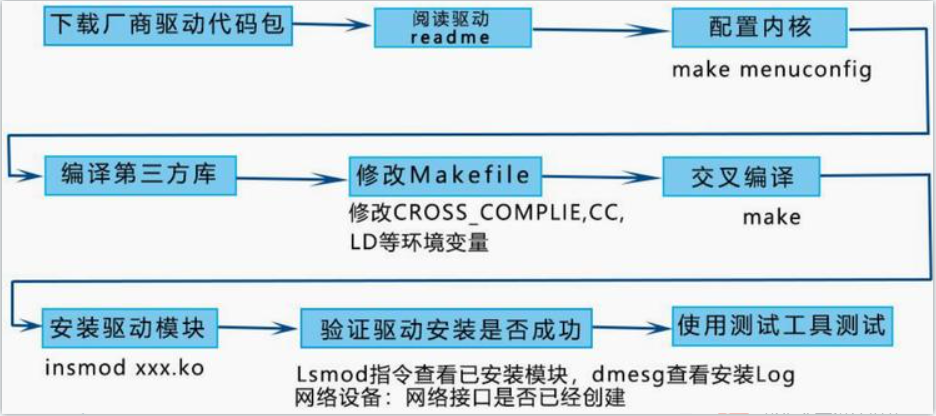 下载厂商驱动代码包
阅读驱动
readme
配置内核
make menuconfig
编译第三方库
修改Makefile
交叉编译
修改CROSS_COMPLIE,CC,
LD等环境变量
make
安装驱动模块
验证驱动安装是否成功
使用测试工具测试
insmod xxx.ko
Lsmod指令查看已安装模块，dmesg查看安装Log
网络设备：网络接口是否已经创建